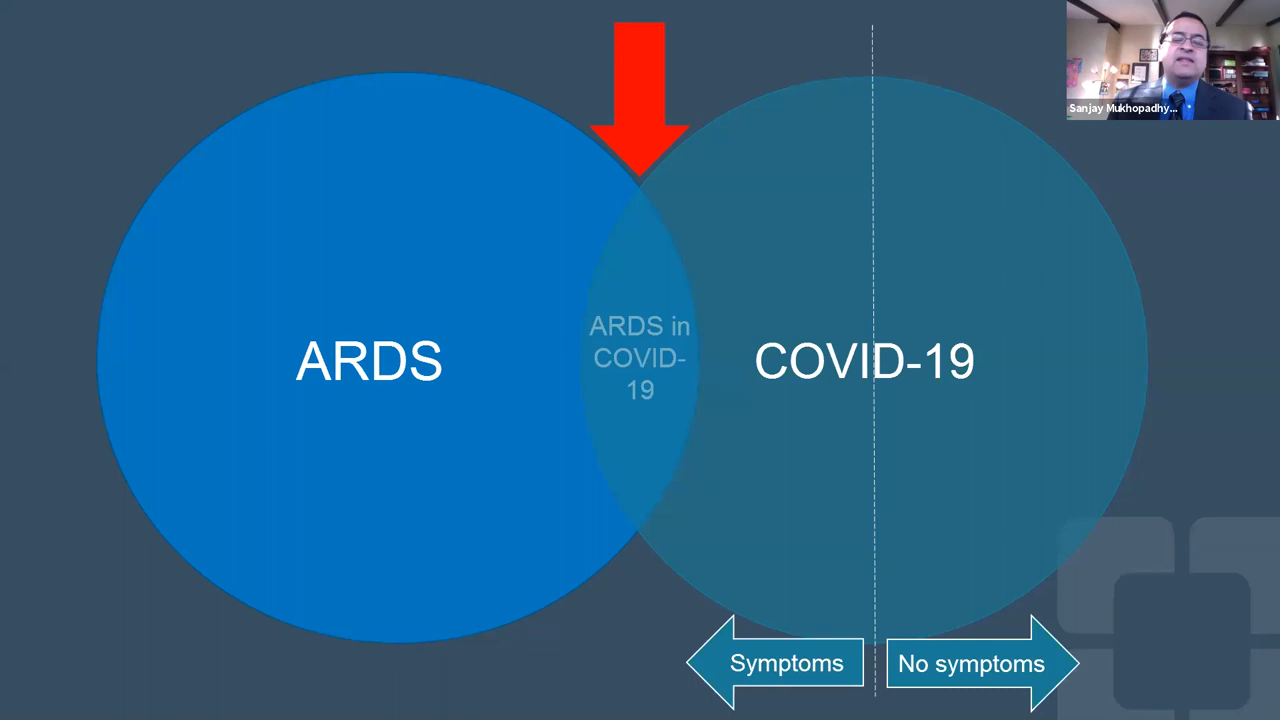 Sanjay Mukhopadhy...
ARDS
ARDS in
COVID-
19
COVID-19
Symptoms
No symptoms